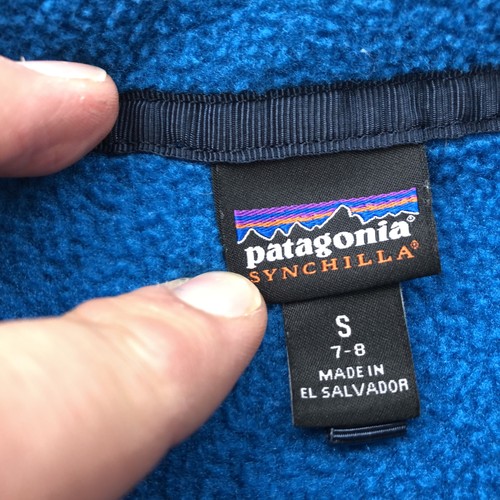 patagonia®
SYNCHILLA®
S
7-8
MADE IN
EL SALVADOR